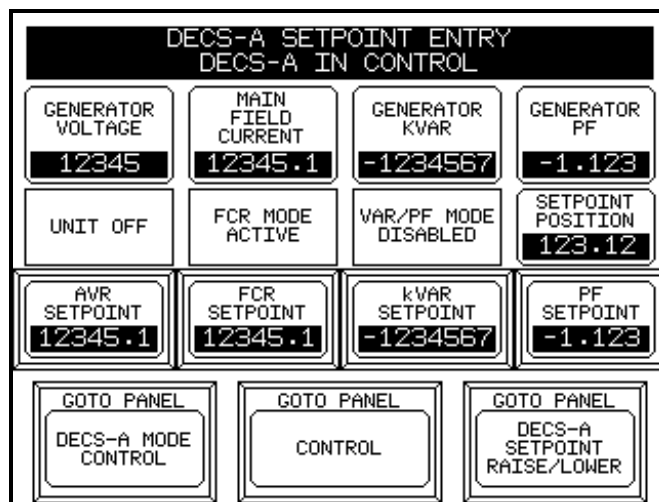 DECS-A SETPOINT ENTRY
DECS-A IN CONTROL
GENERATOR
VOLTAGE
12345
MAIN
FIELD
CURRENT
12345.1
GENERATOR
KVAR
-1234567
GENERATOR
PF
-1.123
UNIT OFF
FCR MODE
ACTIVE
VAR/PF MODE
DISABLED
SETPOINT
POSITION
123.12
AVR
SETPOINT
12345.1
FCR
SETPOINT
12345.1
kVAR
SETPOINT
-1234567
PF
SETPOINT
-1.123
GOTO PANEL
DECS-A MODE
CONTROL
GOTO PANEL
CONTROL
GOTO PANEL
DECS-A
SETPOINT
RAISE/LOWER